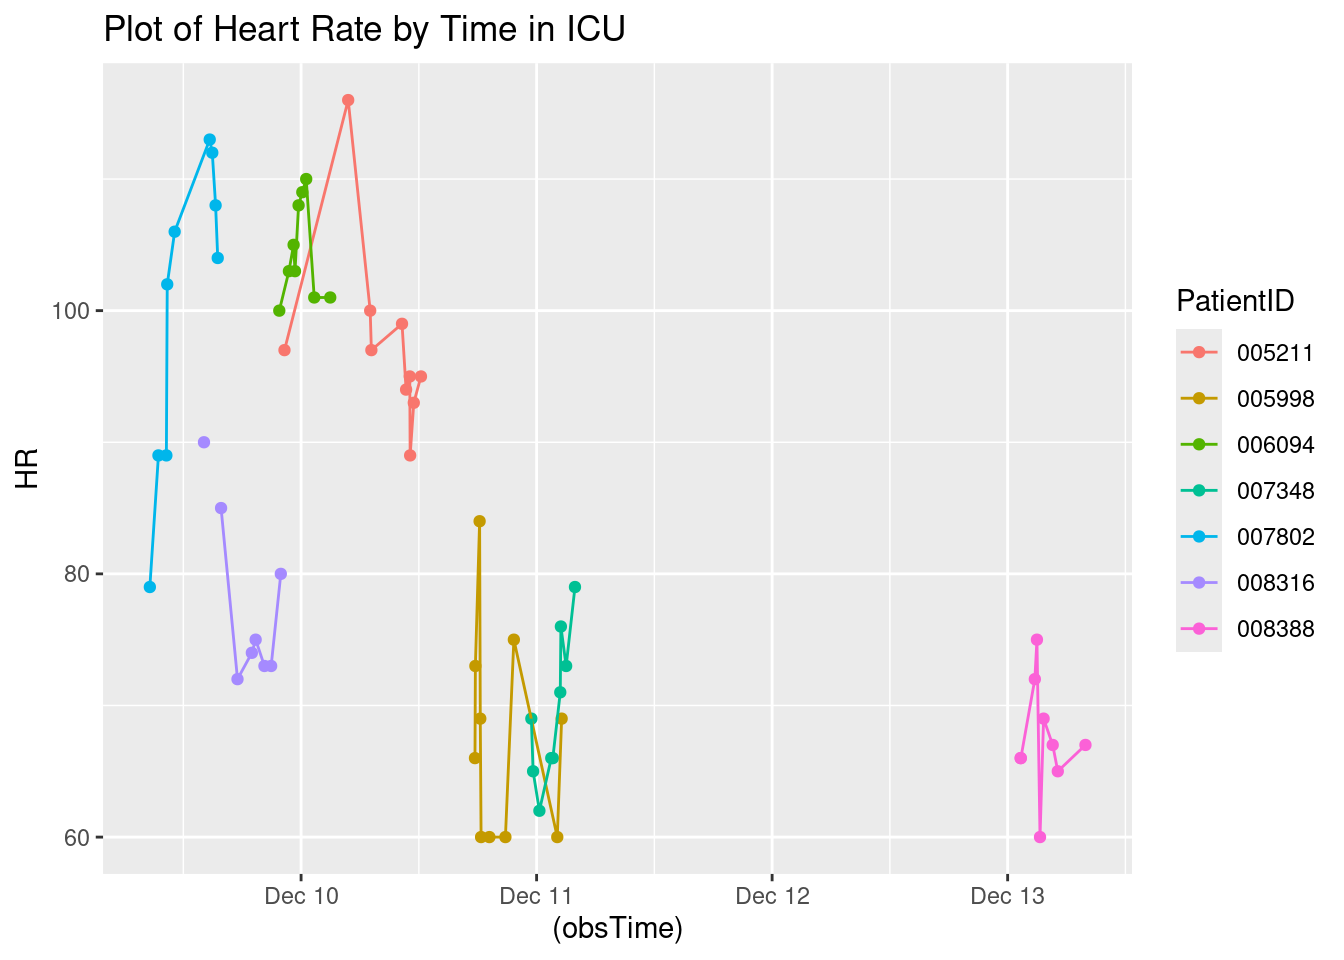 Plot of Heart Rate by Time in ICU
HR
100
80
60
Dec 10
Dec 11
Dec 12
Dec 13
(obsTime)
PatientID
005211
005998
006094
007348
007802
008316
008388